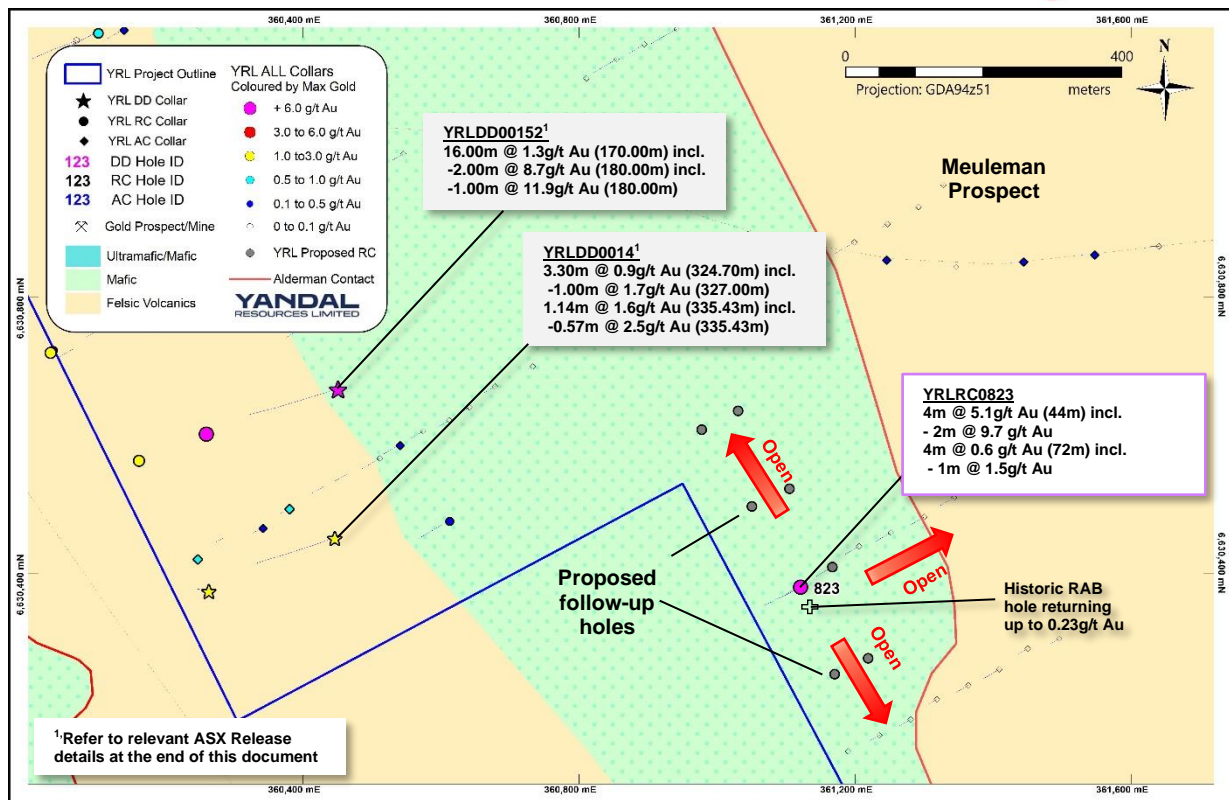 360,400 mE
360,800 mE
361,200 mE
361,600 mE
YRL Project Outline
YRL DD Collar
YRL RC Collar
YRL AC Collar
123 DD Hole ID
123 RC Hole ID
123 AC Hole ID
Gold Prospect/Mine
Ultramafic/Mafic
Mafic
Felsic Volcanics
YRL ALL Collars
Coloured by Max Gold
+ 6.0 g/t Au
3.0 to 6.0 g/t Au
1.0 to3.0 g/t Au
0.5 to 1.0 g/t Au
0.1 to 0.5 g/t Au
0 to 0.1 g/t Au
YRL Proposed RC
Alderman Contact
YANDAL
RESOURCES LIMITED
0 400
Projection: GDA94z51 meters
N
YRLDD00152¹
16.00m @ 1.3g/t Au (170.00m) incl.
-2.00m @ 8.7g/t Au (180.00m) incl.
-1.00m @ 11.9g/t Au (180.00m)
Meuleman
Prospect
YRLDD0014¹
3.30m @ 0.9g/t Au (324.70m) incl.
-1.00m @ 1.7g/t Au (327.00m)
1.14m @ 1.6g/t Au (335.43m) incl.
-0.57m @ 2.5g/t Au (335.43m)
6,630,800 mN
6,630,800 mN
YRLRC0823
4m @ 5.1g/t Au (44m) incl.
- 2m @ 9.7 g/t Au
4m @ 0.6 g/t Au (72m) incl.
- 1m @ 1.5g/t Au
Open
6,630,400 mN
6,630,400 mN
Proposed
follow-up
holes
823
Open
Historic RAB
hole returning
up to 0.23g/t Au
Open
¹,Refer to relevant ASX Release
details at the end of this document
360,400 mE
360,800 mE
361,200 mE
361,600 mE